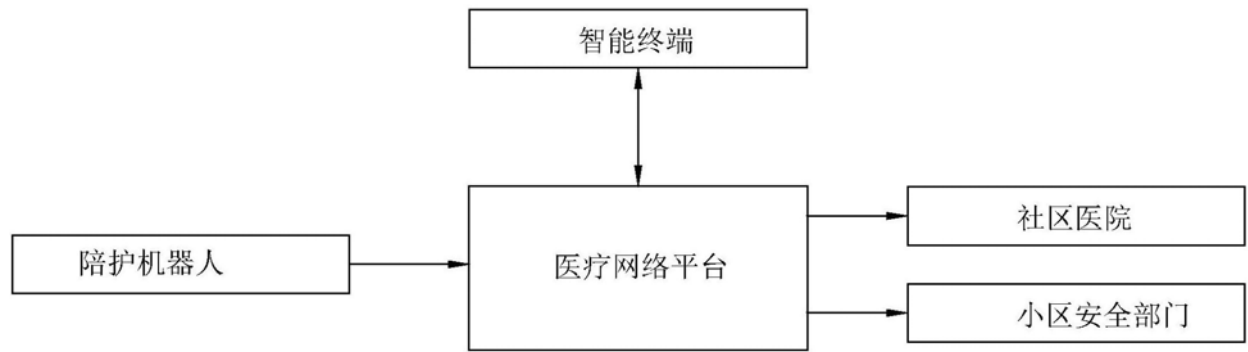 智能终端
社区医院
陪护机器人
医疗网络平台
小区安全部门